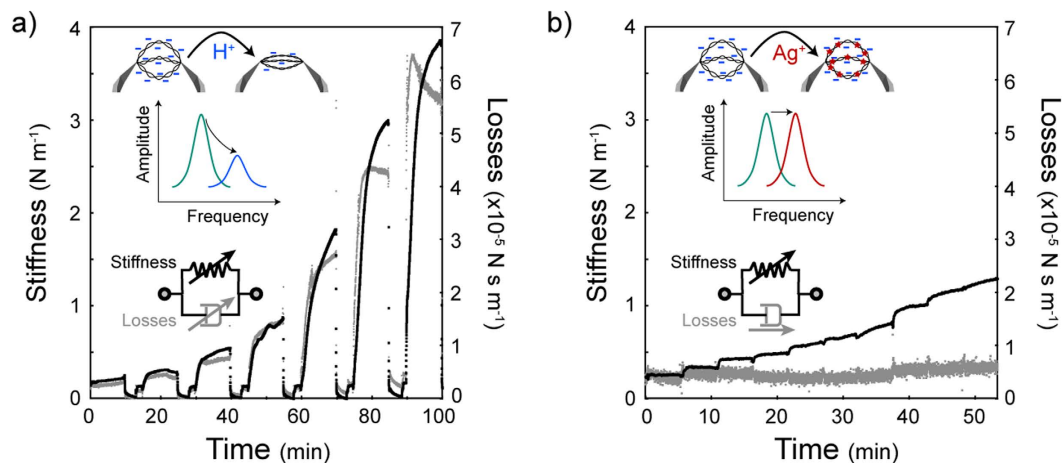 a)
Stiffness (N m⁻¹)
4
3
2
1
0
H⁺
Amplitude
Frequency
Stiffness
Losses
7
6
5
4
3
2
1
0
Losses (x10⁻⁵ N s m⁻¹)
0 20 40 60 80 100
Time (min)
b)
Stiffness (N m⁻¹)
4
3
2
1
0
Ag⁺
Amplitude
Frequency
Stiffness
Losses
7
6
5
4
3
2
1
0
Losses (x10⁻⁵ N s m⁻¹)
0 10 20 30 40 50
Time (min)